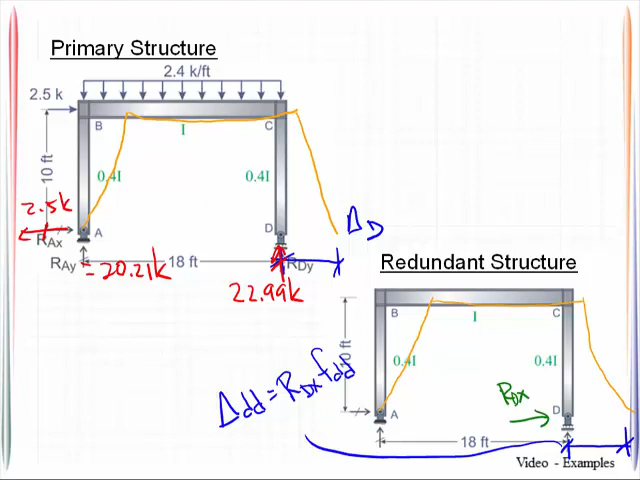 Primary Structure
2.4 k/ft
2.5 k
B
I
C
10 ft
0.4I
0.4I
2.5k
A
D
ΔD
RAx
RAy
= 20.21k
18 ft
RDy
22.99k
Redundant Structure
B
I
C
10 ft
0.4I
0.4I
Δdd = RDx fdd
RDx
A
D
18 ft
Video - Examples